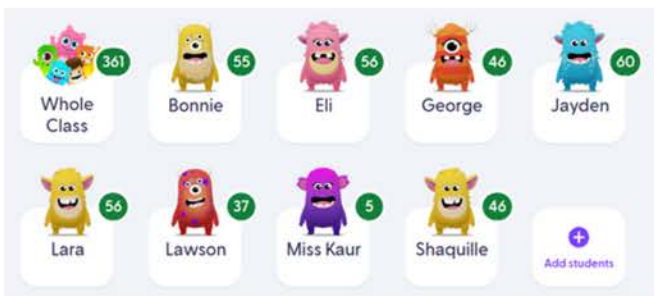 361
55
56
46
60
Whole
Class
Bonnie
Eli
George
Jayden
56
37
5
46
Lara
Lawson
Miss Kaur
Shaquille
Add students